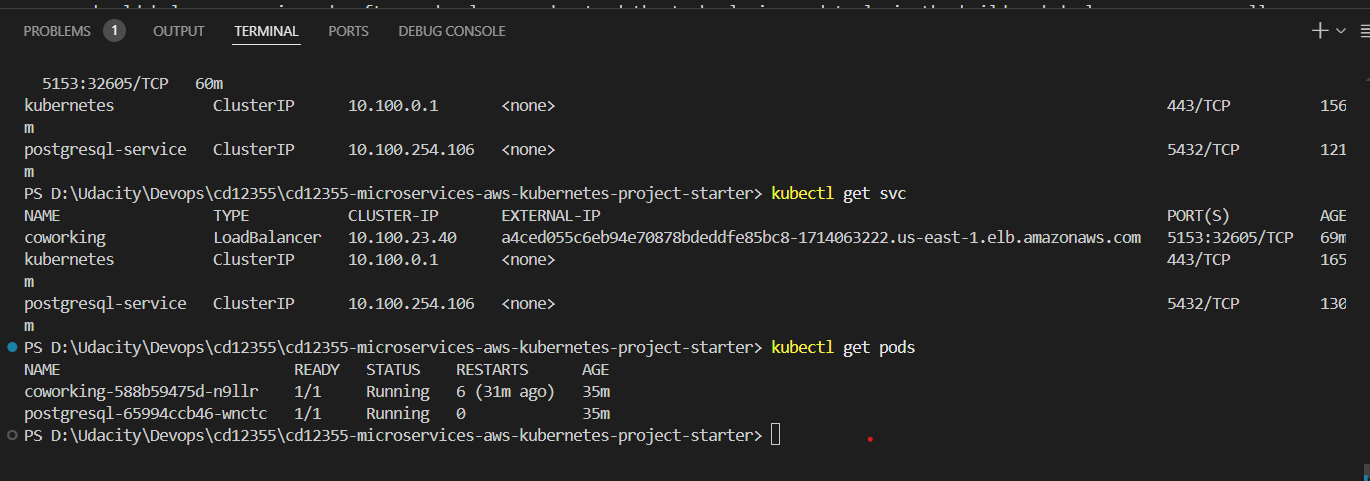 PROBLEMS 1 OUTPUT TERMINAL PORTS DEBUG CONSOLE
5153:32605/TCP 60m
kubernetes ClusterIP 10.100.0.1 <none> 443/TCP 156
m
postgresql-service ClusterIP 10.100.254.106 <none> 5432/TCP 121
m
PS D:\Udacity\Devops\cd12355\cd12355-microservices-aws-kubernetes-project-starter> kubectl get svc
NAME TYPE CLUSTER-IP EXTERNAL-IP PORT(S) AGE
coworking LoadBalancer 10.100.23.40 a4ced055c6eb94e70878bdeddfe85bc8-1714063222.us-east-1.elb.amazonaws.com 5153:32605/TCP 69m
kubernetes ClusterIP 10.100.0.1 <none> 443/TCP 165
m
postgresql-service ClusterIP 10.100.254.106 <none> 5432/TCP 130
m
PS D:\Udacity\Devops\cd12355\cd12355-microservices-aws-kubernetes-project-starter> kubectl get pods
NAME READY STATUS RESTARTS AGE
coworking-588b59475d-n9llr 1/1 Running 6 (31m ago) 35m
postgresql-65994ccb46-wnctc 1/1 Running 0 35m
PS D:\Udacity\Devops\cd12355\cd12355-microservices-aws-kubernetes-project-starter>